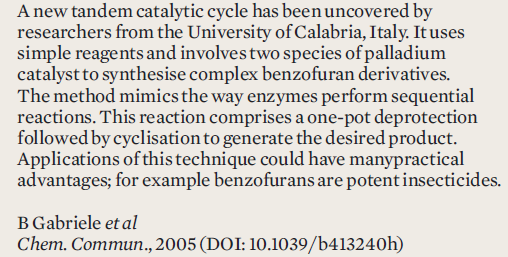 A new tandem catalytic cycle has been uncovered by
researchers from the University of Calabria, Italy. It uses
simple reagents and involves two species of palladium
catalyst to synthesise complex benzofuran derivatives.
The method mimics the way enzymes perform sequential
reactions. This reaction comprises a one-pot deprotection
followed by cyclisation to generate the desired product.
Applications of this technique could have manypractical
advantages; for example benzofurans are potent insecticides.

B Gabriele et al
Chem. Commun., 2005 (DOI: 10.1039/b413240h)